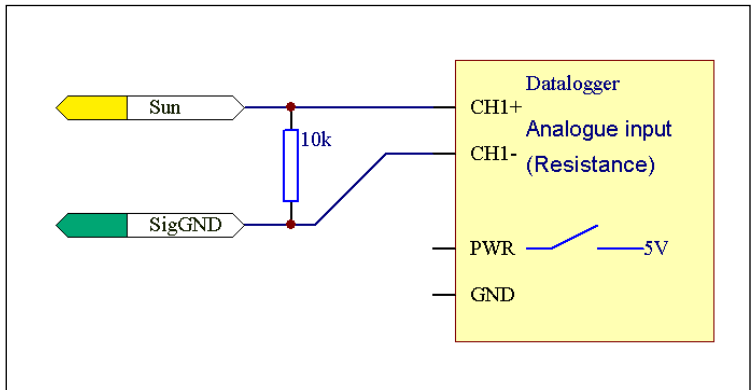 Sun
10k
SigGND
Datalogger
CH1+
Analogue input
CH1-
(Resistance)
PWR
5V
GND